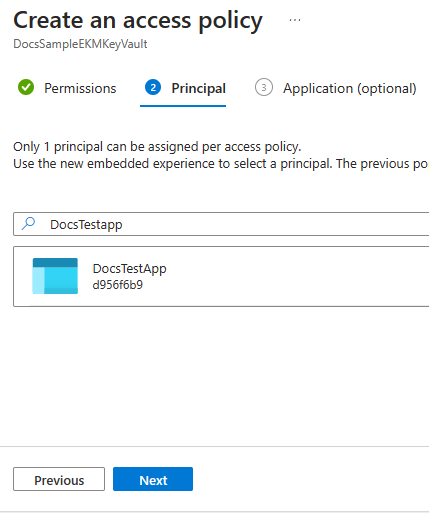 Create an access policy ...
DocsSampleEKMKeyVault
Permissions 2 Principal 3 Application (optional)
Only 1 principal can be assigned per access policy.
Use the new embedded experience to select a principal. The previous po
DocsTestapp
DocsTestApp
d956f6b9
Previous Next